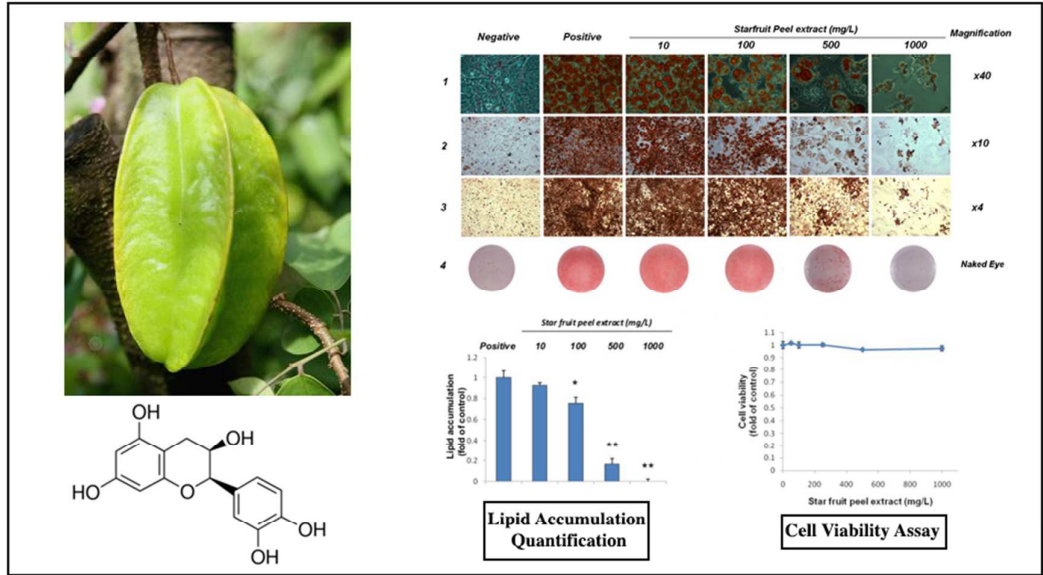 Starfruit Peel extract (mg/L)
Negative Positive 10 100 500 1000 Magnification
1 x40
2 x10
3 x4
4 Naked Eye
OH
OH
HO
O
OH
OH
Star fruit peel extract (mg/L)
Positive 10 100 500 1000
Lipid accumulation
(fold of control)
1.2
1
0.8
0.6
0.4
0.2
0
*
**
**
Lipid Accumulation
Quantification
Cell viability
(fold of control)
1.1
1
0.9
0.8
0.7
0.6
0.5
0.4
0.3
0.2
0.1
0
0 200 400 600 800 1000
Star fruit peel extract (mg/L)
Cell Viability Assay